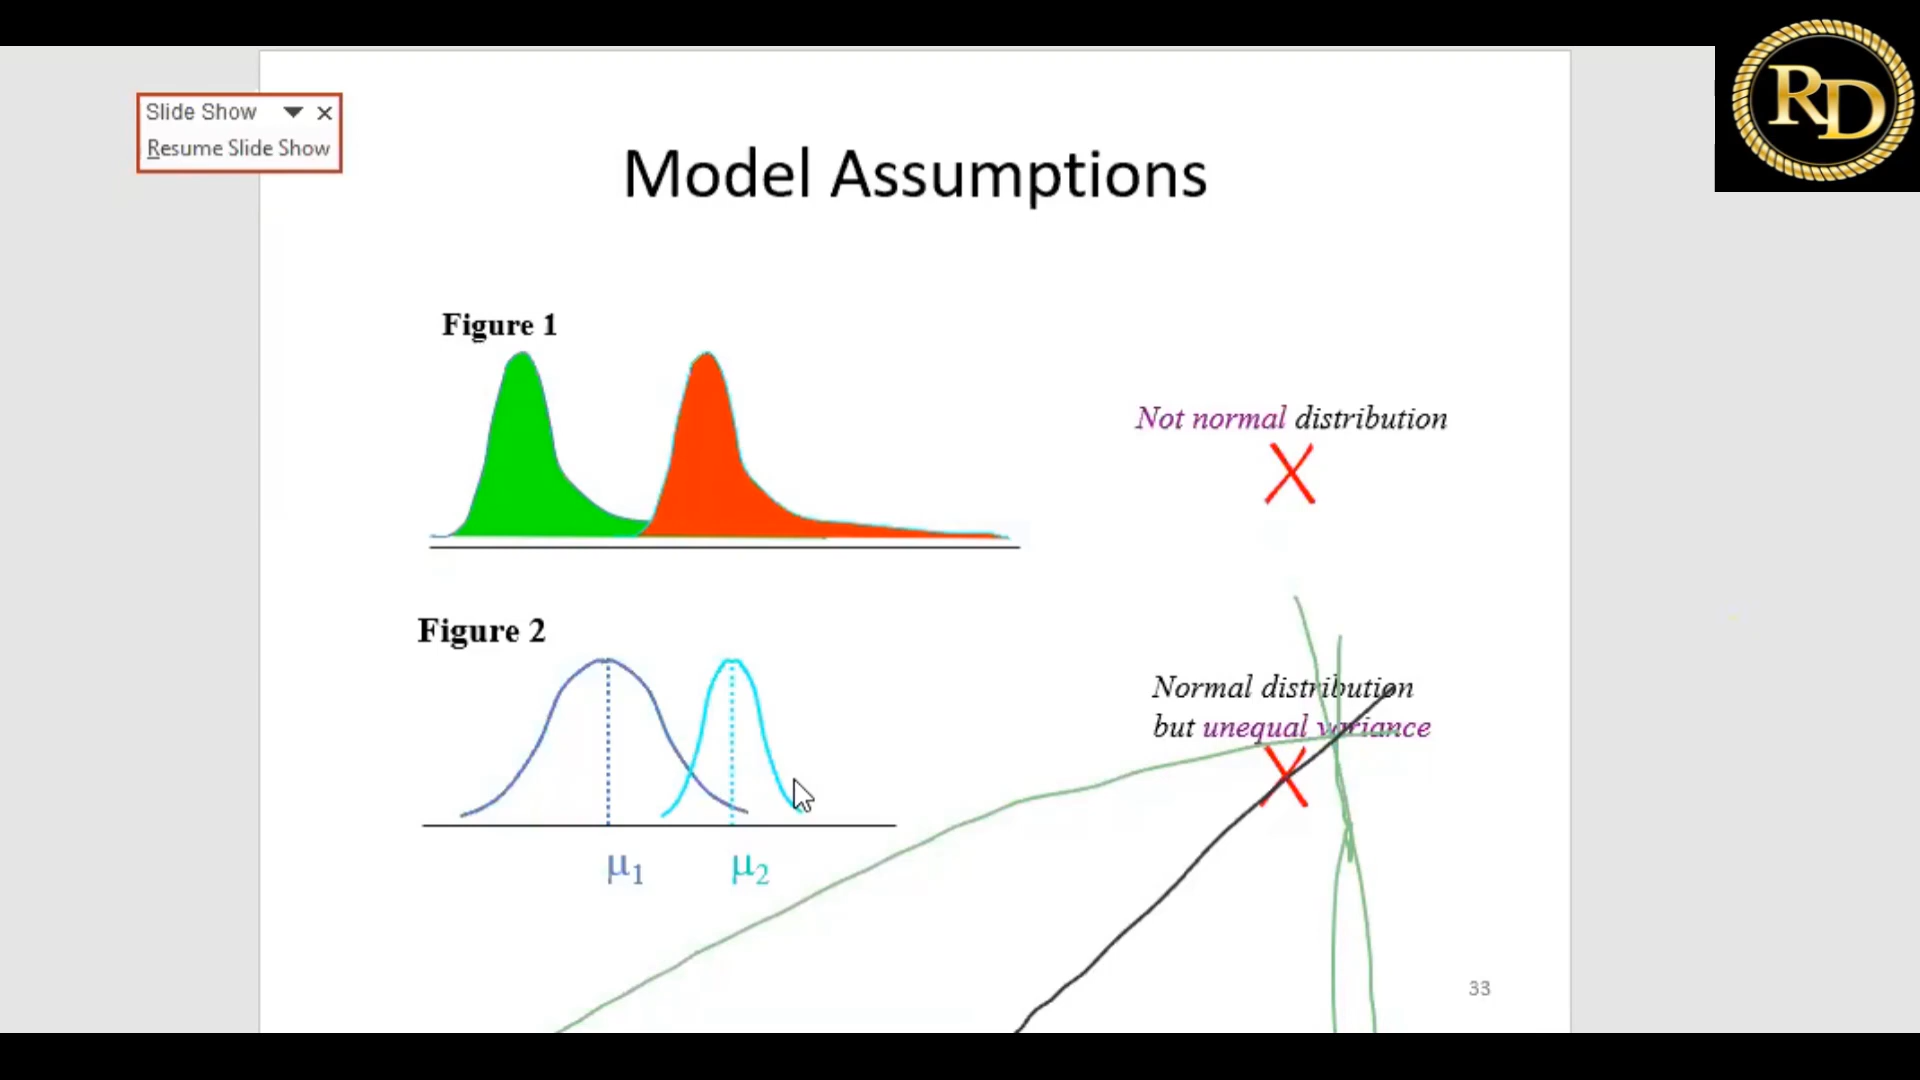 Slide Show
Resume Slide Show
RD
Model Assumptions
Figure 1
Not normal distribution
Figure 2
Normal distribution
but unequal variance
μ1
μ2
33